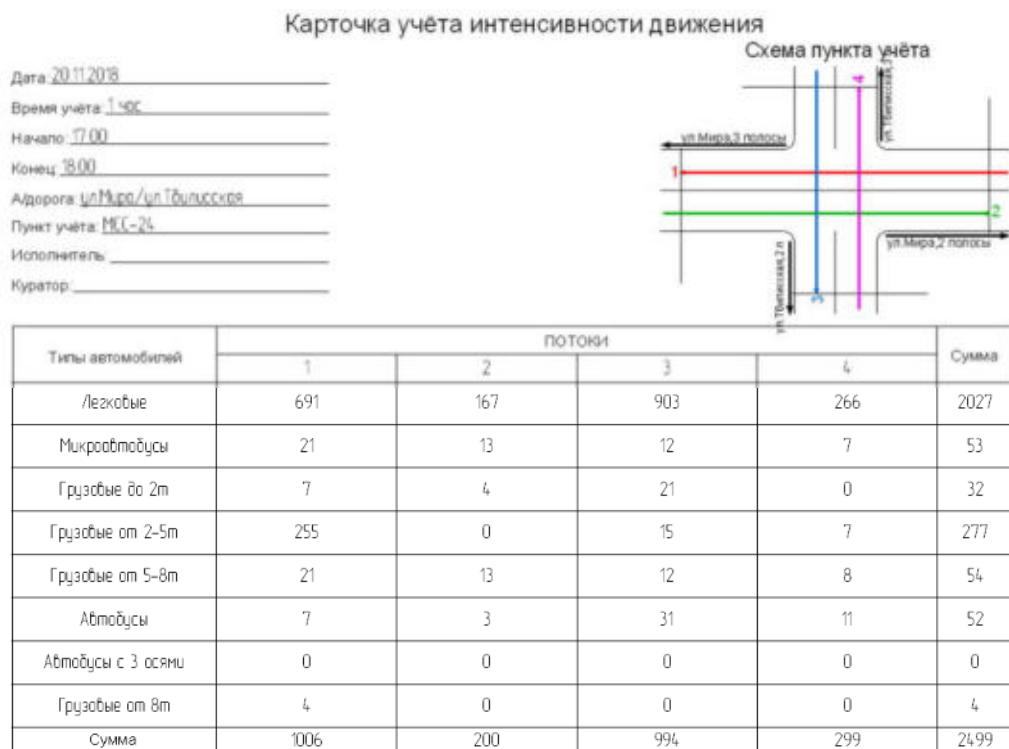 Карточка учёта интенсивности движения
Схема пункта учёта
Дата: 20.11.2018
Время учёта: 1 час
Начало: 17.00
Конец: 18.00
А/дорога: ул.Мира/ул.Тбилисская
Пункт учёта: МСС-24
Исполнитель:
Куратор:
4
ул.Мира,3 полосы
1
2
ул.Мира,2 полосы
ул.Тбилисская,2 п
3
Типы автомобилей ПОТОКИ Сумма
1 2 3 4
Легковые 691 167 903 266 2027
Микроавтобусы 21 13 12 7 53
Грузовые до 2т 7 4 21 0 32
Грузовые от 2-5т 255 0 15 7 277
Грузовые от 5-8т 21 13 12 8 54
Автобусы 7 3 31 11 52
Автобусы с 3 осями 0 0 0 0 0
Грузовые от 8т 4 0 0 0 4
Сумма 1006 200 994 299 2499